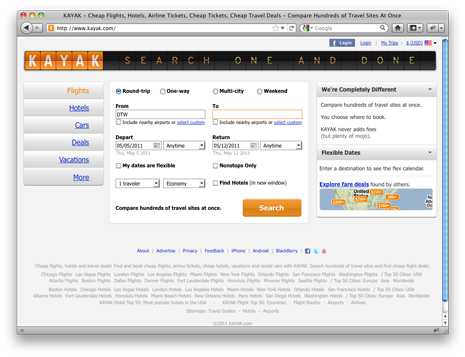 KAYAK - Cheap Flights, Hotels, Airline Tickets, Cheap Tickets, Cheap Travel Deals - Compare Hundreds of Travel Sites At Once
http://www.kayak.com/
Google
Login
Login | My Trips | $ (USD)
KAYAK SEARCH ONE AND DONE
Flights
Hotels
Cars
Deals
Vacations
More
Round-trip One-way Multi-city Weekend
From To
DTW
Include nearby airports or select custom Include nearby airports or select custom
Depart Return
05/05/2011 Anytime 05/12/2011 Anytime
Thu, May 5 2011 Thu, May 12 2011
My dates are flexible Nonstops Only
1 traveler Economy Find Hotels (in new window)
Compare hundreds of travel sites at once. Search
We're Completely Different
Compare hundreds of travel sites at once.
You choose where to book.
KAYAK never adds fees
(but plenty of mojo).
Flexible Dates
Enter a destination to see the flex calendar.
Explore fare deals found by others.
About | Advertise | Privacy | Feedback | iPhone | Android | BlackBerry |
Cheap flights, hotels and travel deals! Find and book cheap flights, airline tickets, cheap hotels, vacations and rental cars with KAYAK. Search hundreds of travel sites and find cheap flight deals.
Chicago Flights Las Vegas Flights London Flights Los Angeles Flights Miami Flights New York Flights Orlando Flights San Francisco Flights Washington Flights / Top 50 Cities: USA
Atlanta Flights Boston Flights Dallas Flights Denver Flights Fort Lauderdale Flights Honolulu Flights Phoenix Flights Seattle Flights / Top 50 Cities: Europe Asia Worldwide
Boston Hotels Chicago Hotels Las Vegas Hotels London Hotels Los Angeles Hotels New York Hotels Orlando Hotels San Francisco Hotels / Top 50 Cities: USA
Atlanta Hotels Fort Lauderdale Hotels Honolulu Hotels Miami Beach Hotels New Orleans Hotels Paris Hotels San Diego Hotels Washington Hotels / Top 50 Cities: Europe Asia Worldwide
KAYAK Hotel Top 50: Most popular hotels in the USA - KAYAK Flight Top 50: Countries - Flight Routes - Airports - Airlines
Sitemaps: Travel Guides - Hotels - Airports
©2011 KAYAK.com